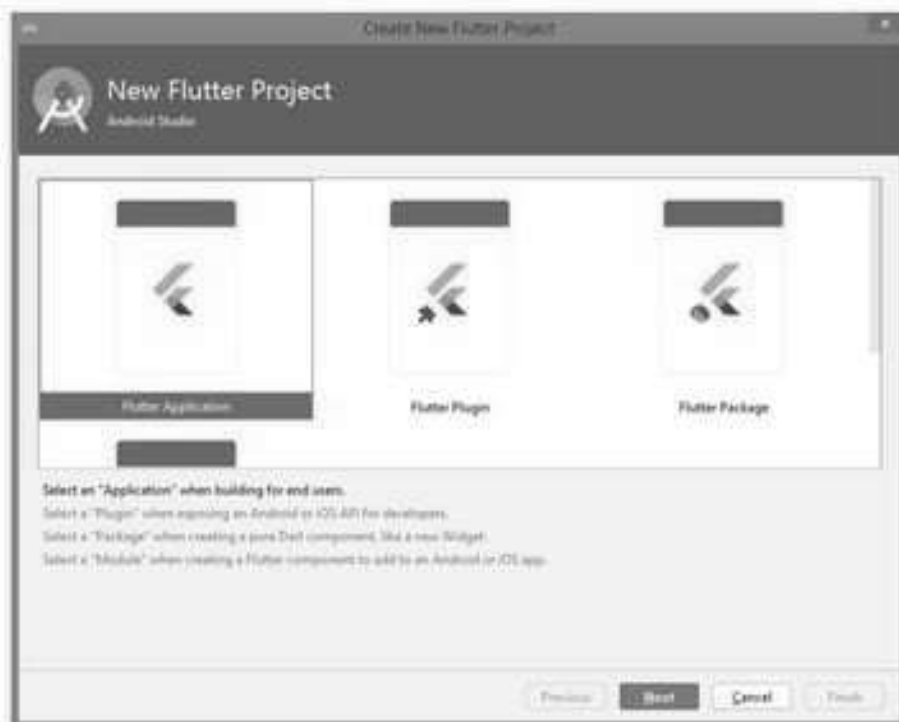 Create New Flutter Project
New Flutter Project
Android Studio
Flutter Application
Flutter Plugin
Flutter Package
Select an "Application" when building for end users.
Select a "Plugin" when exposing an Android or iOS API for developers.
Select a "Package" when creating a pure Dart component, like a new Widget.
Select a "Module" when creating a Flutter component to add to an Android or iOS app.
Previous
Next
Cancel
Finish